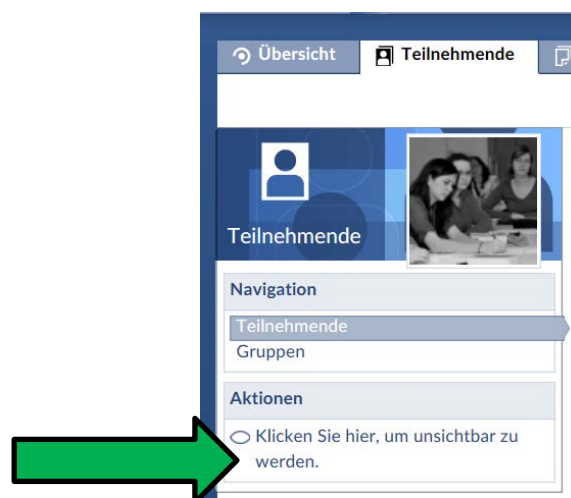 Übersicht Teilnehmende
Teilnehmende
Navigation
Teilnehmende
Gruppen
Aktionen
Klicken Sie hier, um unsichtbar zu
werden.